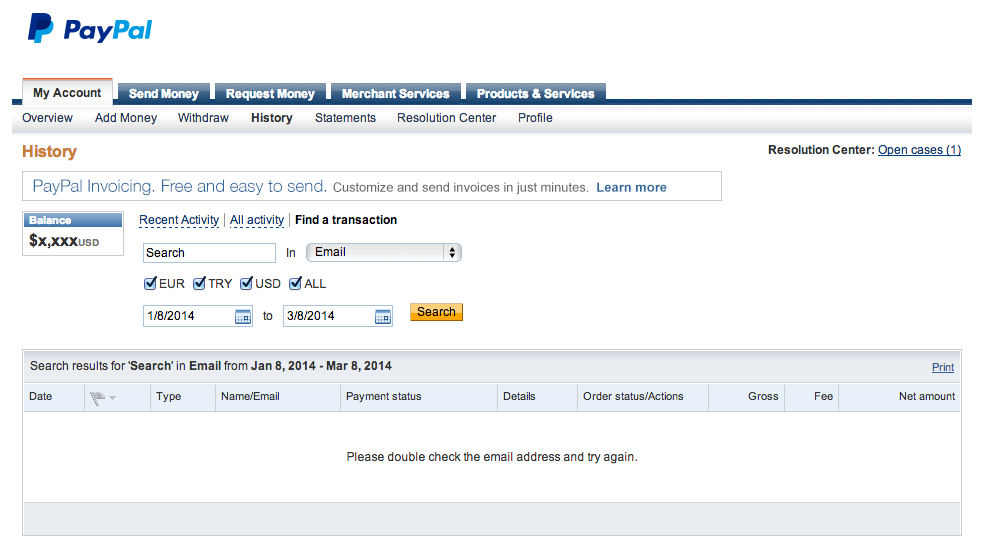 PayPal
My Account Send Money Request Money Merchant Services Products & Services
Overview Add Money Withdraw History Statements Resolution Center Profile
History
Resolution Center: Open cases (1)
PayPal Invoicing. Free and easy to send. Customize and send invoices in just minutes. Learn more
Balance
$x,xxxUSD
Recent Activity All activity Find a transaction
Search In Email
EUR TRY USD ALL
1/8/2014 to 3/8/2014 Search
Search results for 'Search' in Email from Jan 8, 2014 - Mar 8, 2014 Print
Date Type Name/Email Payment status Details Order status/Actions Gross Fee Net amount
Please double check the email address and try again.